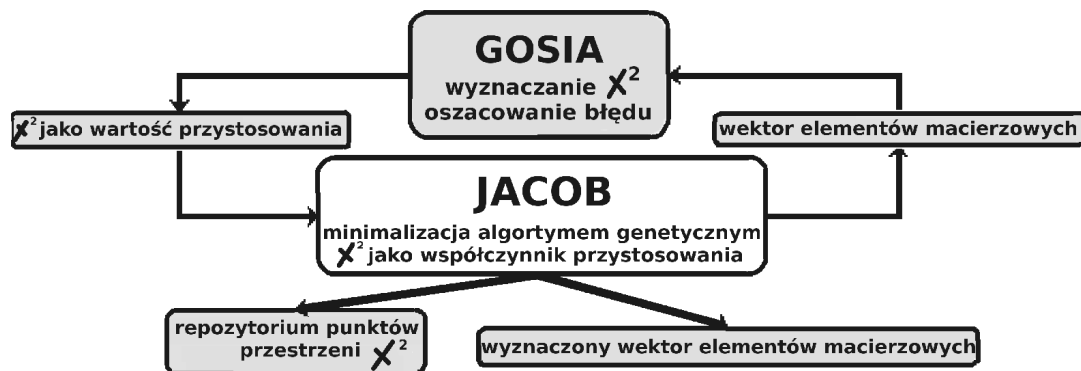 GOSIA
wyznaczanie χ²
oszacowanie błędu
χ² jako wartość przystosowania
wektor elementów macierzowych
JACOB
minimalizacja algortymem genetycznym
χ² jako współczynnik przystosowania
repozytorium punktów
przestrzeni χ²
wyznaczony wektor elementów macierzowych